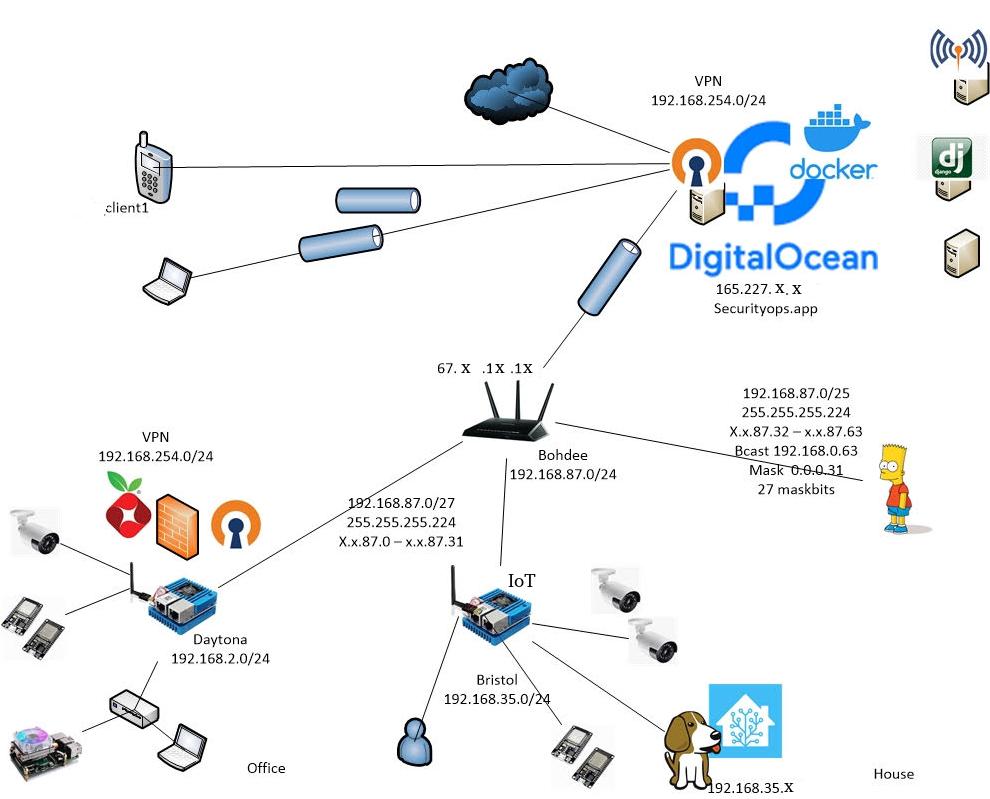 VPN
192.168.254.0/24
docker
dj
django
client1
DigitalOcean
165.227. x. x
Securityops.app
67. x .1x .1x
192.168.87.0/25
255.255.255.224
X.x.87.32 – x.x.87.63
Bcast 192.168.0.63
Mask 0.0.0.31
27 maskbits
VPN
192.168.254.0/24
Bohdee
192.168.87.0/24
192.168.87.0/27
255.255.255.224
X.x.87.0 – x.x.87.31
IoT
Daytona
192.168.2.0/24
Bristol
192.168.35.0/24
Office
House
192.168.35.x